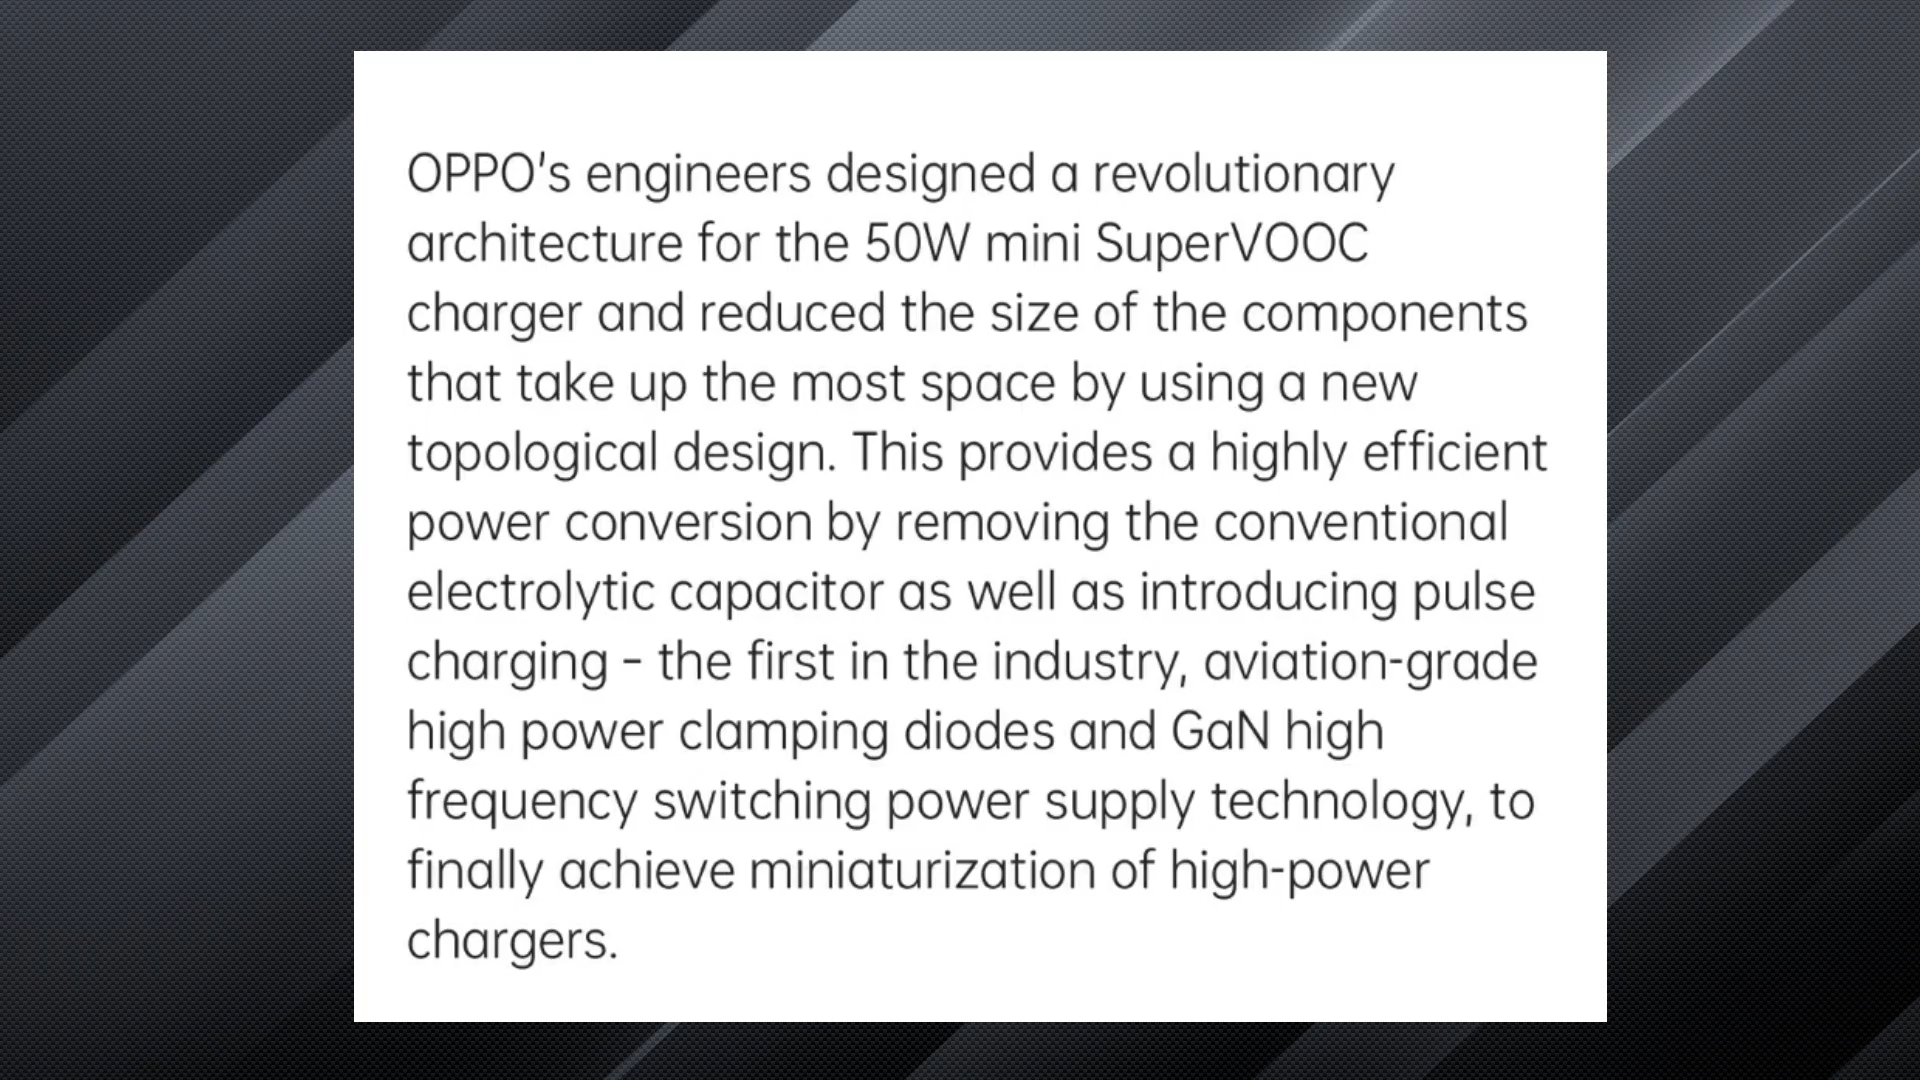 OPPO's engineers designed a revolutionary
architecture for the 50W mini SuperVOOC
charger and reduced the size of the components
that take up the most space by using a new
topological design. This provides a highly efficient
power conversion by removing the conventional
electrolytic capacitor as well as introducing pulse
charging - the first in the industry, aviation-grade
high power clamping diodes and GaN high
frequency switching power supply technology, to
finally achieve miniaturization of high-power
chargers.